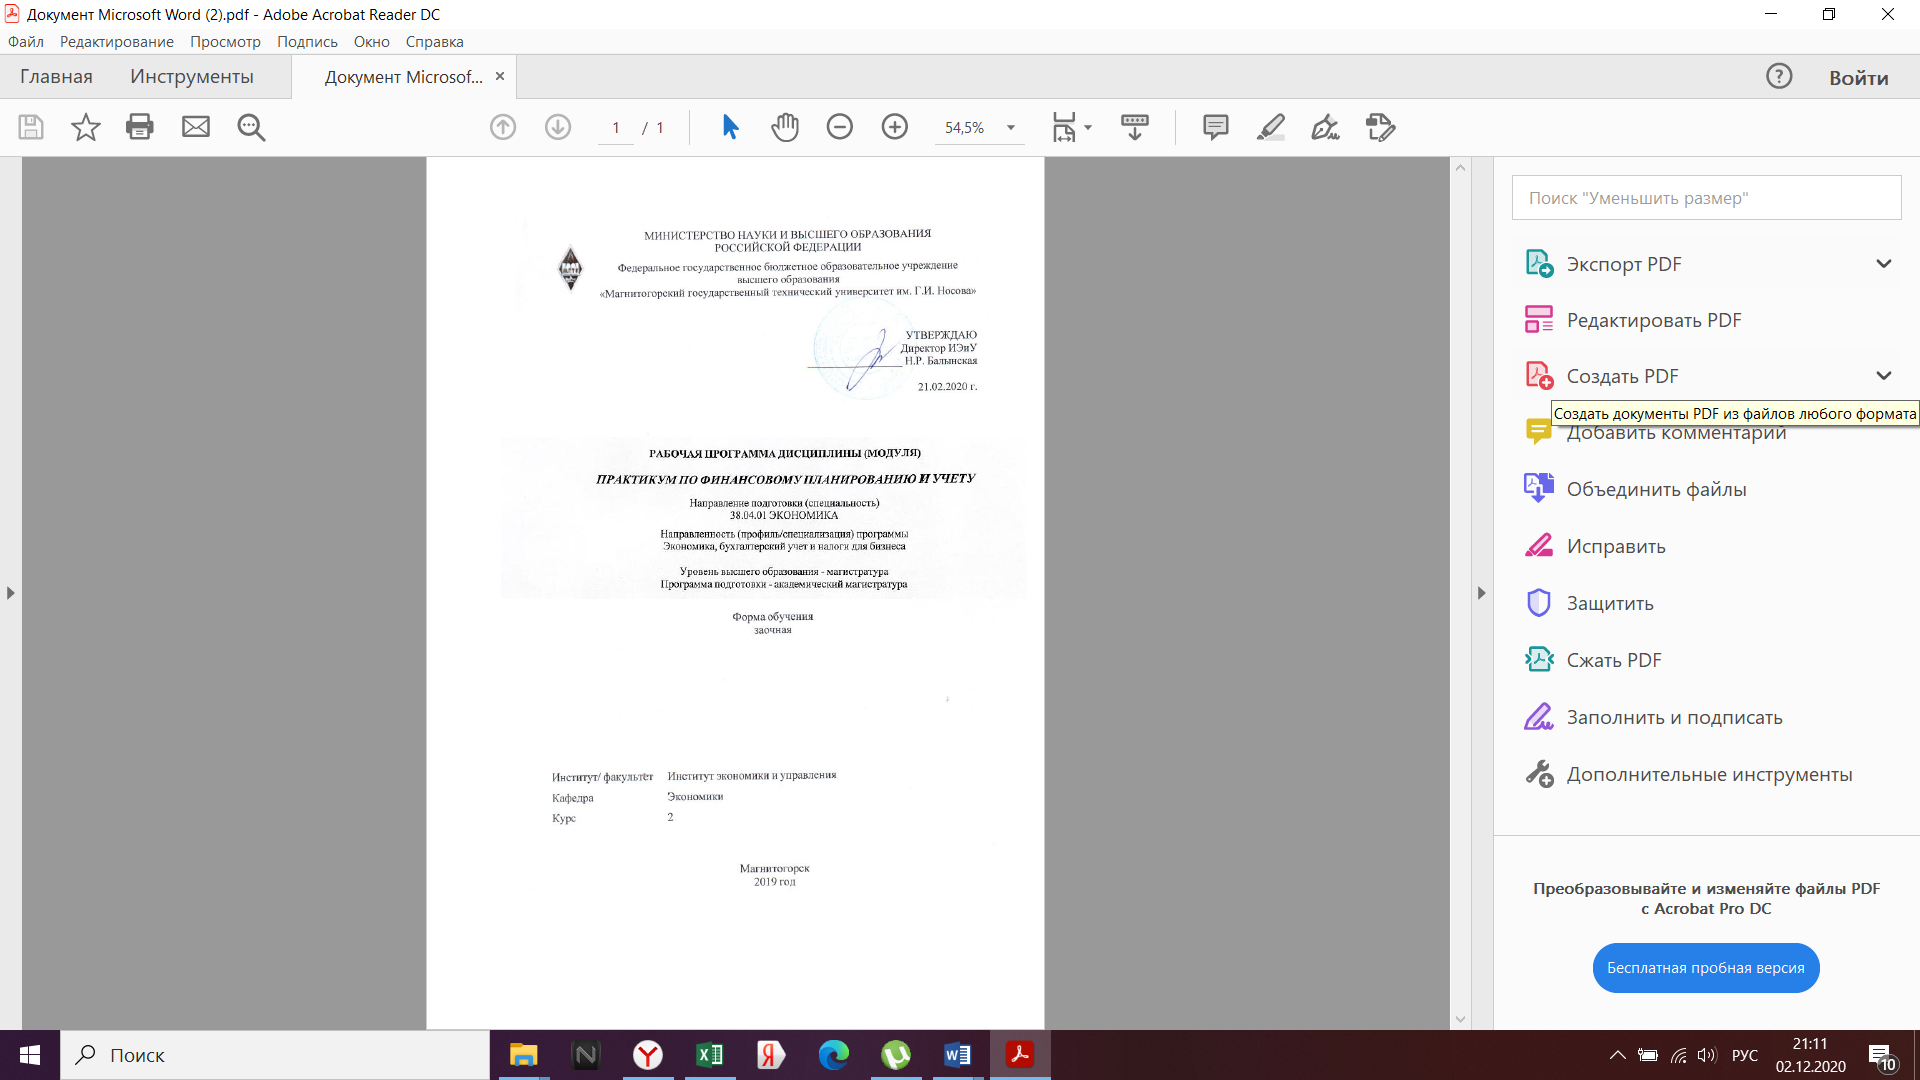 Документ Microsoft Word (2).pdf - Adobe Acrobat Reader DC
Файл Редактирование Просмотр Подпись Окно Справка
Главная Инструменты Документ Microsof... Войти
1 / 1 54,5%
МИНИСТЕРСТВО НАУКИ И ВЫСШЕГО ОБРАЗОВАНИЯ
РОССИЙСКОЙ ФЕДЕРАЦИИ
Федеральное государственное бюджетное образовательное учреждение
высшего образования
«Магнитогорский государственный технический университет им. Г.И. Носова»
УТВЕРЖДАЮ
Директор ИЭиУ
Н.Р. Балынская
21.02.2020 г.
РАБОЧАЯ ПРОГРАММА ДИСЦИПЛИНЫ (МОДУЛЯ)
ПРАКТИКУМ ПО ФИНАНСОВОМУ ПЛАНИРОВАНИЮ И УЧЕТУ
Направление подготовки (специальность)
38.04.01 ЭКОНОМИКА
Направленность (профиль/специализация) программы
Экономика, бухгалтерский учет и налоги для бизнеса
Уровень высшего образования - магистратура
Программа подготовки - академический магистратура
Форма обучения
заочная
Институт/ факультет Институт экономики и управления
Кафедра Экономики
Курс 2
Магнитогорск
2019 год
Поиск "Уменьшить размер"
Экспорт PDF
Редактировать PDF
Создать PDF
Создать документы PDF из файлов любого формата
Добавить комментарий
Объединить файлы
Исправить
Защитить
Сжать PDF
Заполнить и подписать
Дополнительные инструменты
Преобразовывайте и изменяйте файлы PDF
с Acrobat Pro DC
Бесплатная пробная версия
Поиск
РУС
21:11
02.12.2020
10